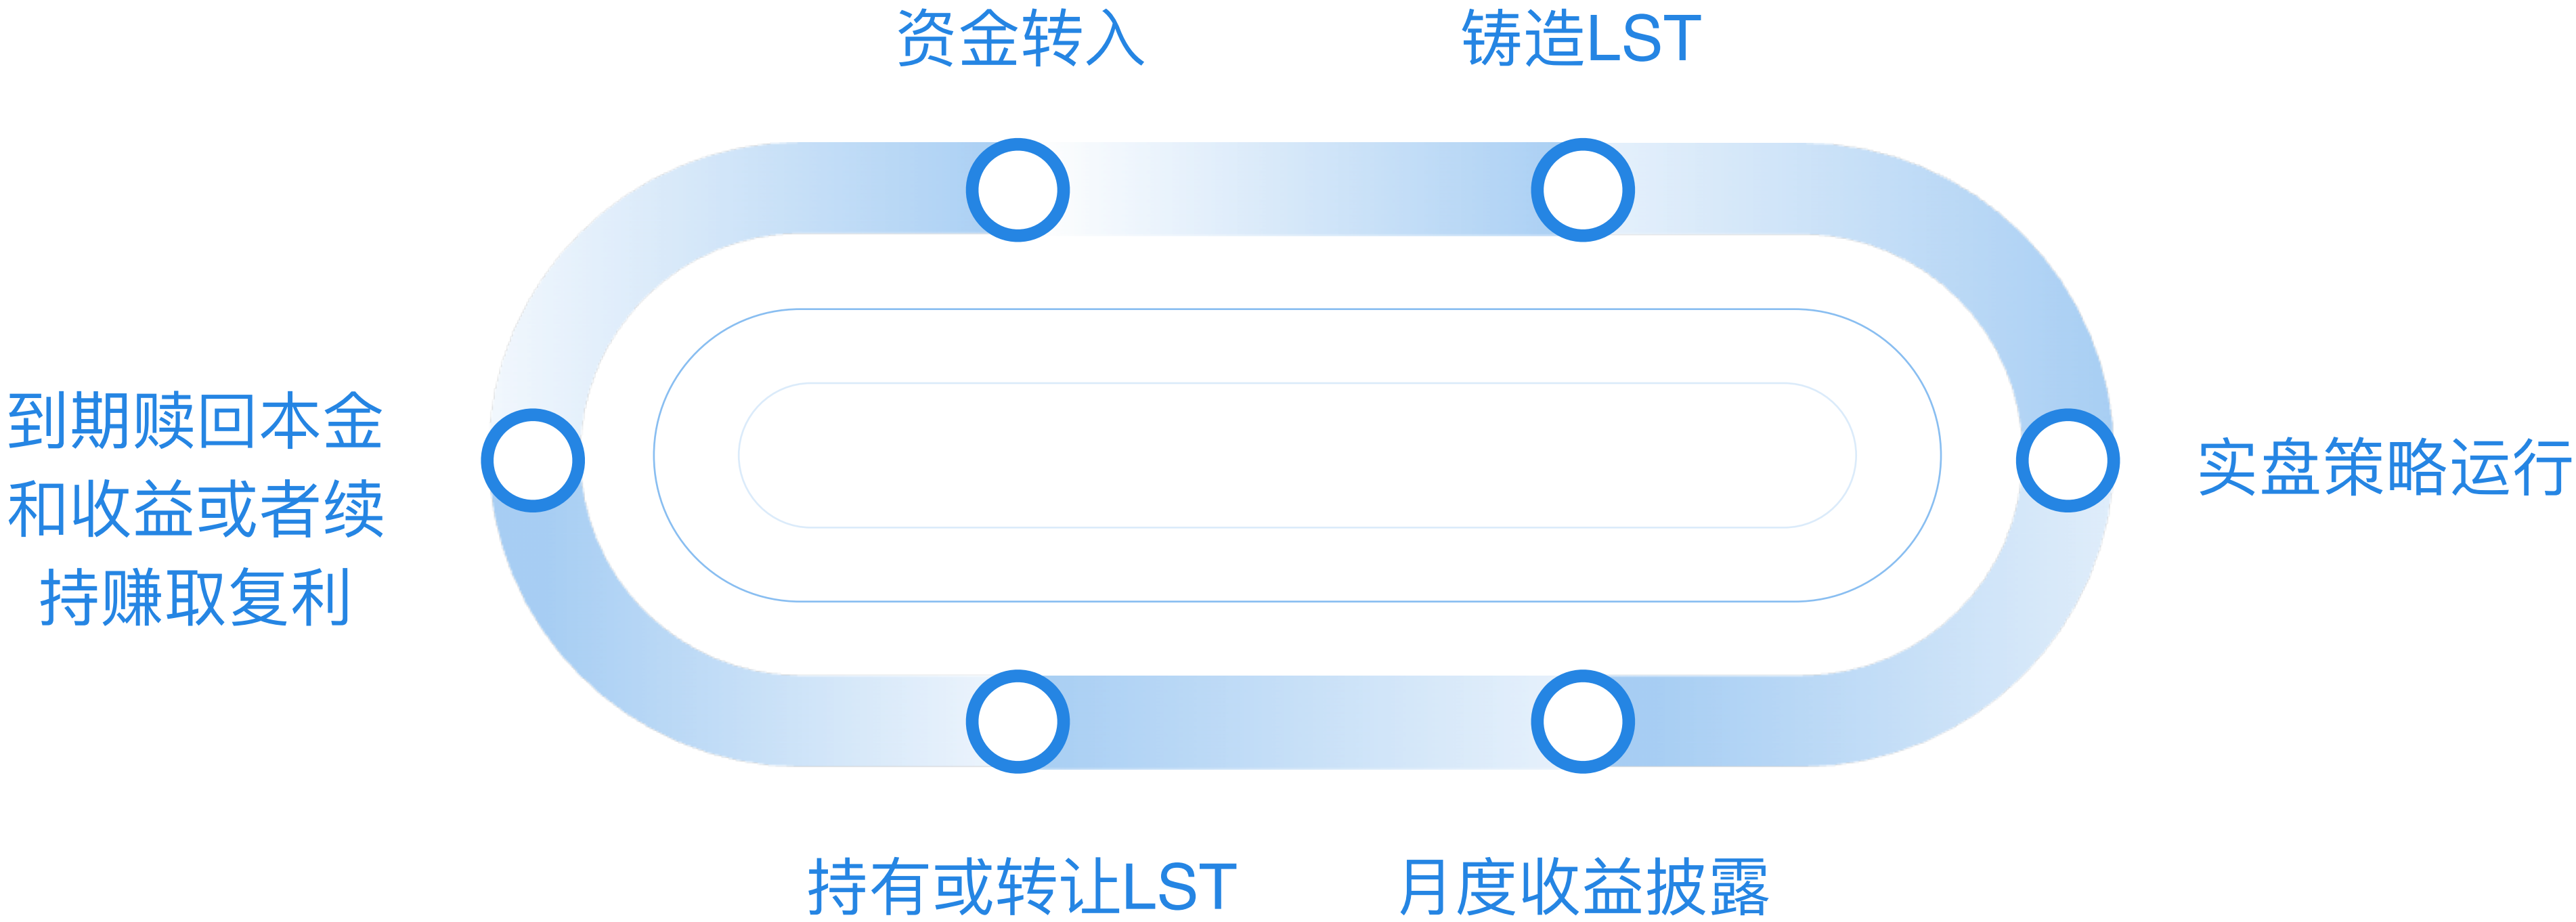 资金转入
铸造LST
实盘策略运行
月度收益披露
持有或转让LST
到期赎回本金
和收益或者续
持赚取复利